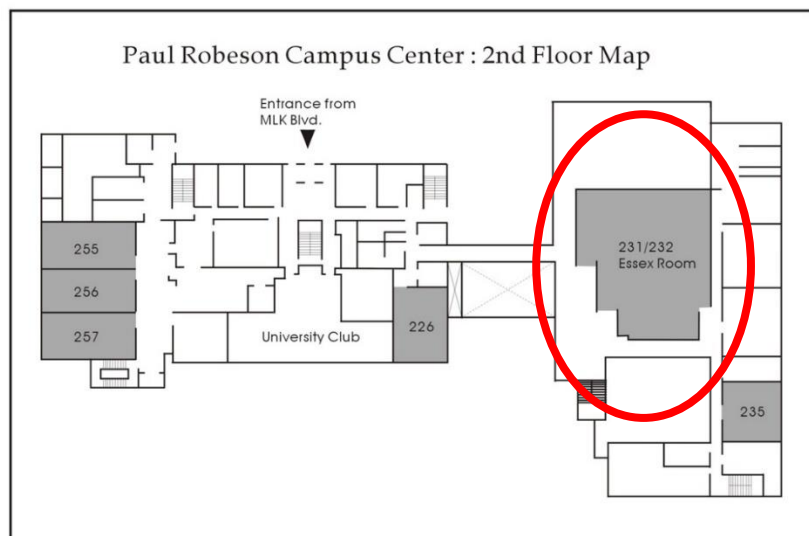 Paul Robeson Campus Center : 2nd Floor Map
Entrance from
MLK Blvd.
255
256
257
University Club
226
231/232
Essex Room
235